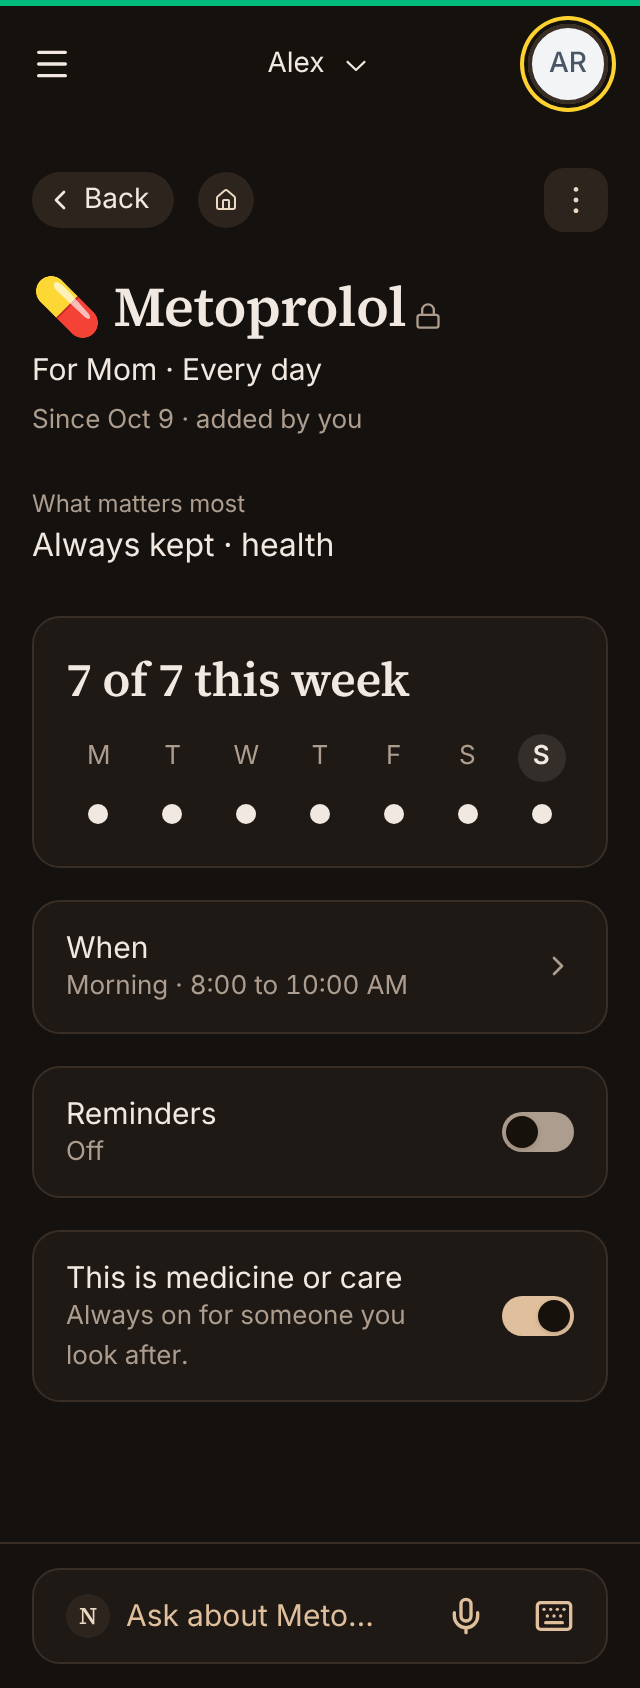 Alex
AR
Back
Metoprolol
For Mom · Every day
Since Oct 9 · added by you
What matters most
Always kept · health
7 of 7 this week
M T W T F S S
When
Morning · 8:00 to 10:00 AM
Reminders
Off
This is medicine or care
Always on for someone you
look after.
N Ask about Meto...